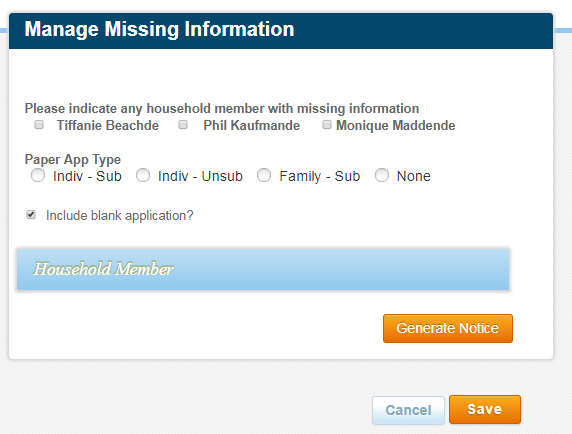 Manage Missing Information
Please indicate any household member with missing information
Tiffanie Beachde Phil Kaufmande Monique Maddende
Paper App Type
Indiv - Sub Indiv - Unsub Family - Sub None
Include blank application?
Household Member
Generate Notice
Cancel Save